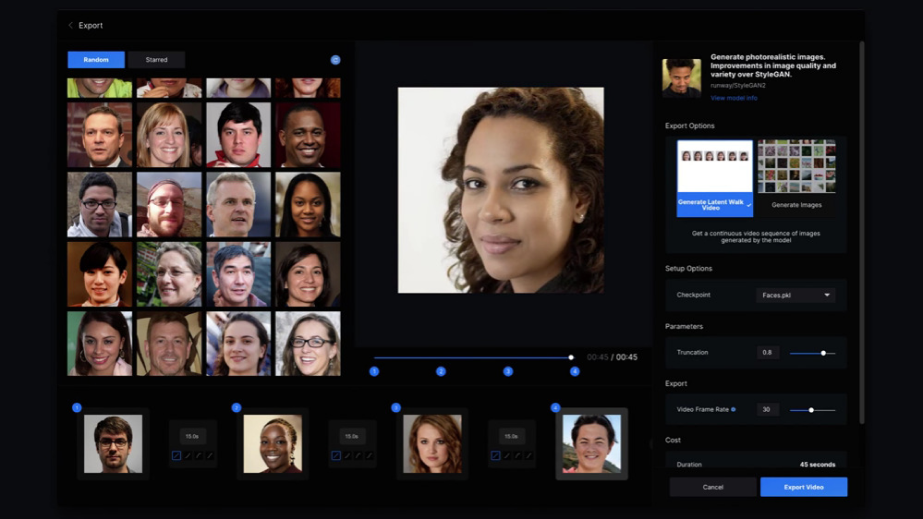 Export
Random
Starred
Generate photorealistic images.
Improvements in image quality and
variety over StyleGAN.
runway/StyleGAN2
View model info
Export Options
Generate Latent Walk
Video
Generate Images
Get a continuous video sequence of images
generated by the model
Setup Options
Checkpoint
Faces.pkl
Parameters
Truncation
0.8
00:45 / 00:45
1
2
3
4
Export
Video Frame Rate
30
1
15.0s
2
15.0s
3
15.0s
4
Cost
Duration
45 seconds
Cancel
Export Video